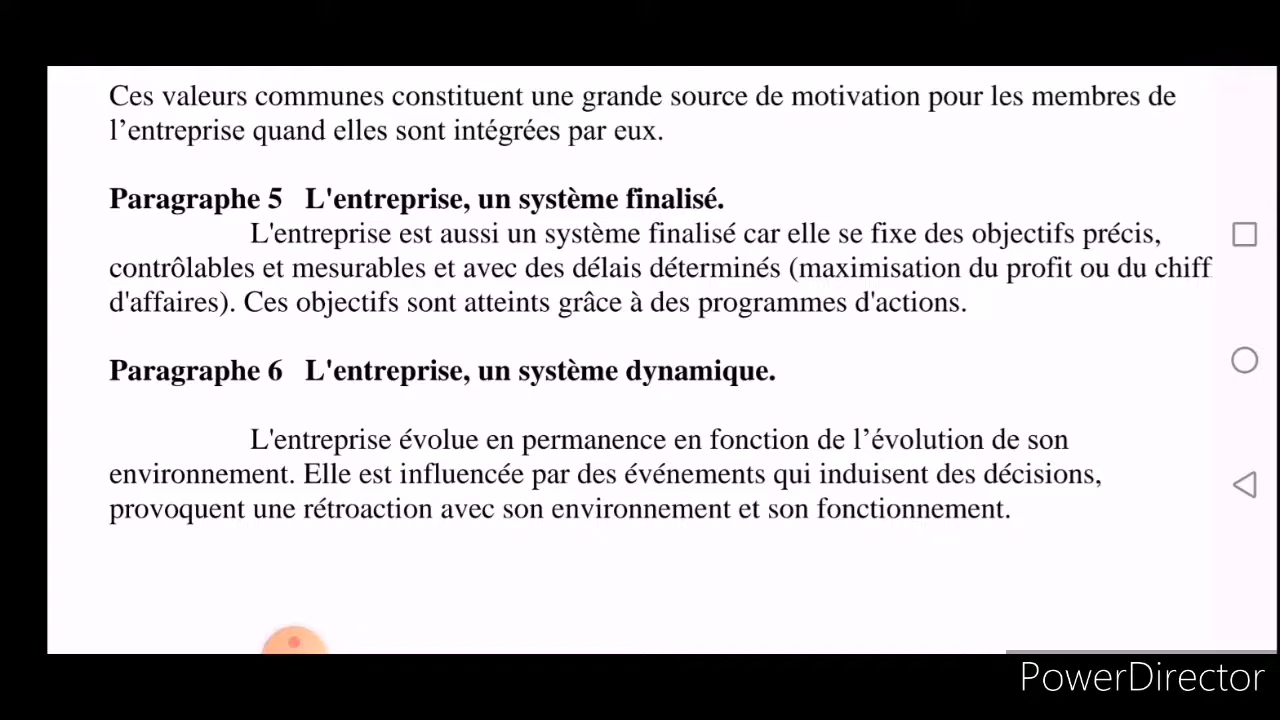 Ces valeurs communes constituent une grande source de motivation pour les membres de
l’entreprise quand elles sont intégrées par eux.
Paragraphe 5 L'entreprise, un système finalisé.
L'entreprise est aussi un système finalisé car elle se fixe des objectifs précis,
contrôlables et mesurables et avec des délais déterminés (maximisation du profit ou du chiff
d'affaires). Ces objectifs sont atteints grâce à des programmes d'actions.
Paragraphe 6 L'entreprise, un système dynamique.
L'entreprise évolue en permanence en fonction de l’évolution de son
environnement. Elle est influencée par des événements qui induisent des décisions,
provoquent une rétroaction avec son environnement et son fonctionnement.
PowerDirector